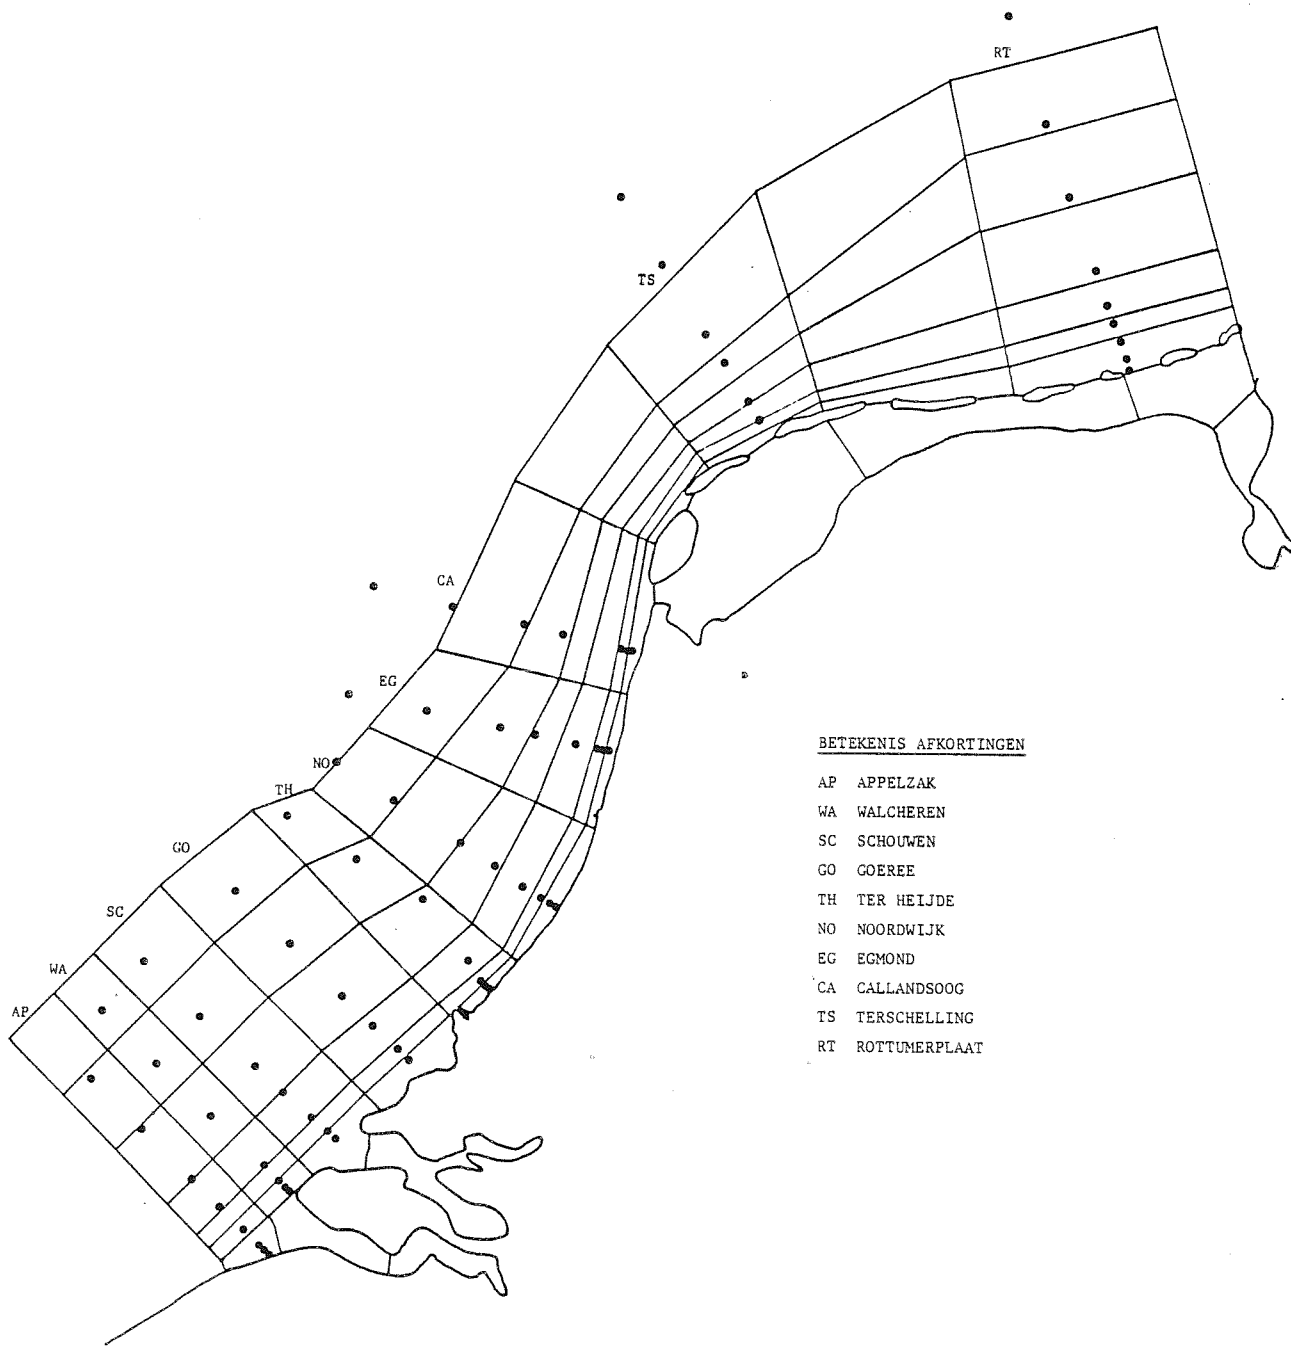 RT
TS
CA
EG
NO
TH
GO
SC
WA
AP
BETEKENIS AFKORTINGEN
AP APPELZAK
WA WALCHEREN
SC SCHOUWEN
GO GOEREE
TH TER HEIJDE
NO NOORDWIJK
EG EGMOND
CA CALLANDSOOG
TS TERSCHELLING
RT ROTTUMERPLAAT